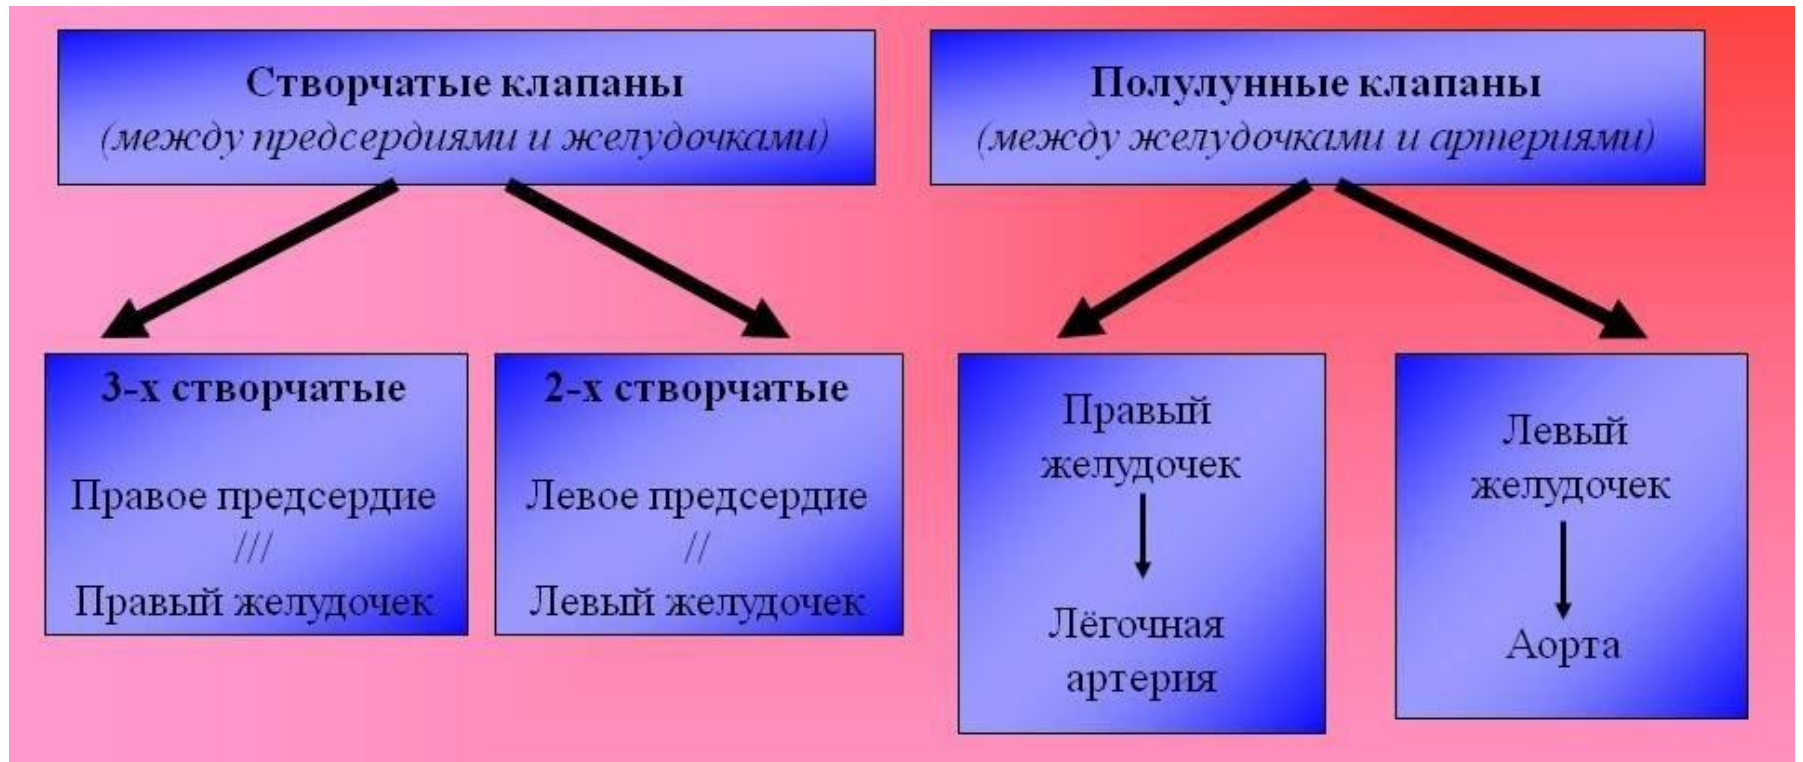 Створчатые клапаны
(между предсердиями и желудочками)
Полулунные клапаны
(между желудочками и артериями)
3-х створчатые
Правое предсердие
///
Правый желудочек
2-х створчатые
Левое предсердие
//
Левый желудочек
Правый
желудочек
Лёгочная
артерия
Левый
желудочек
Аорта